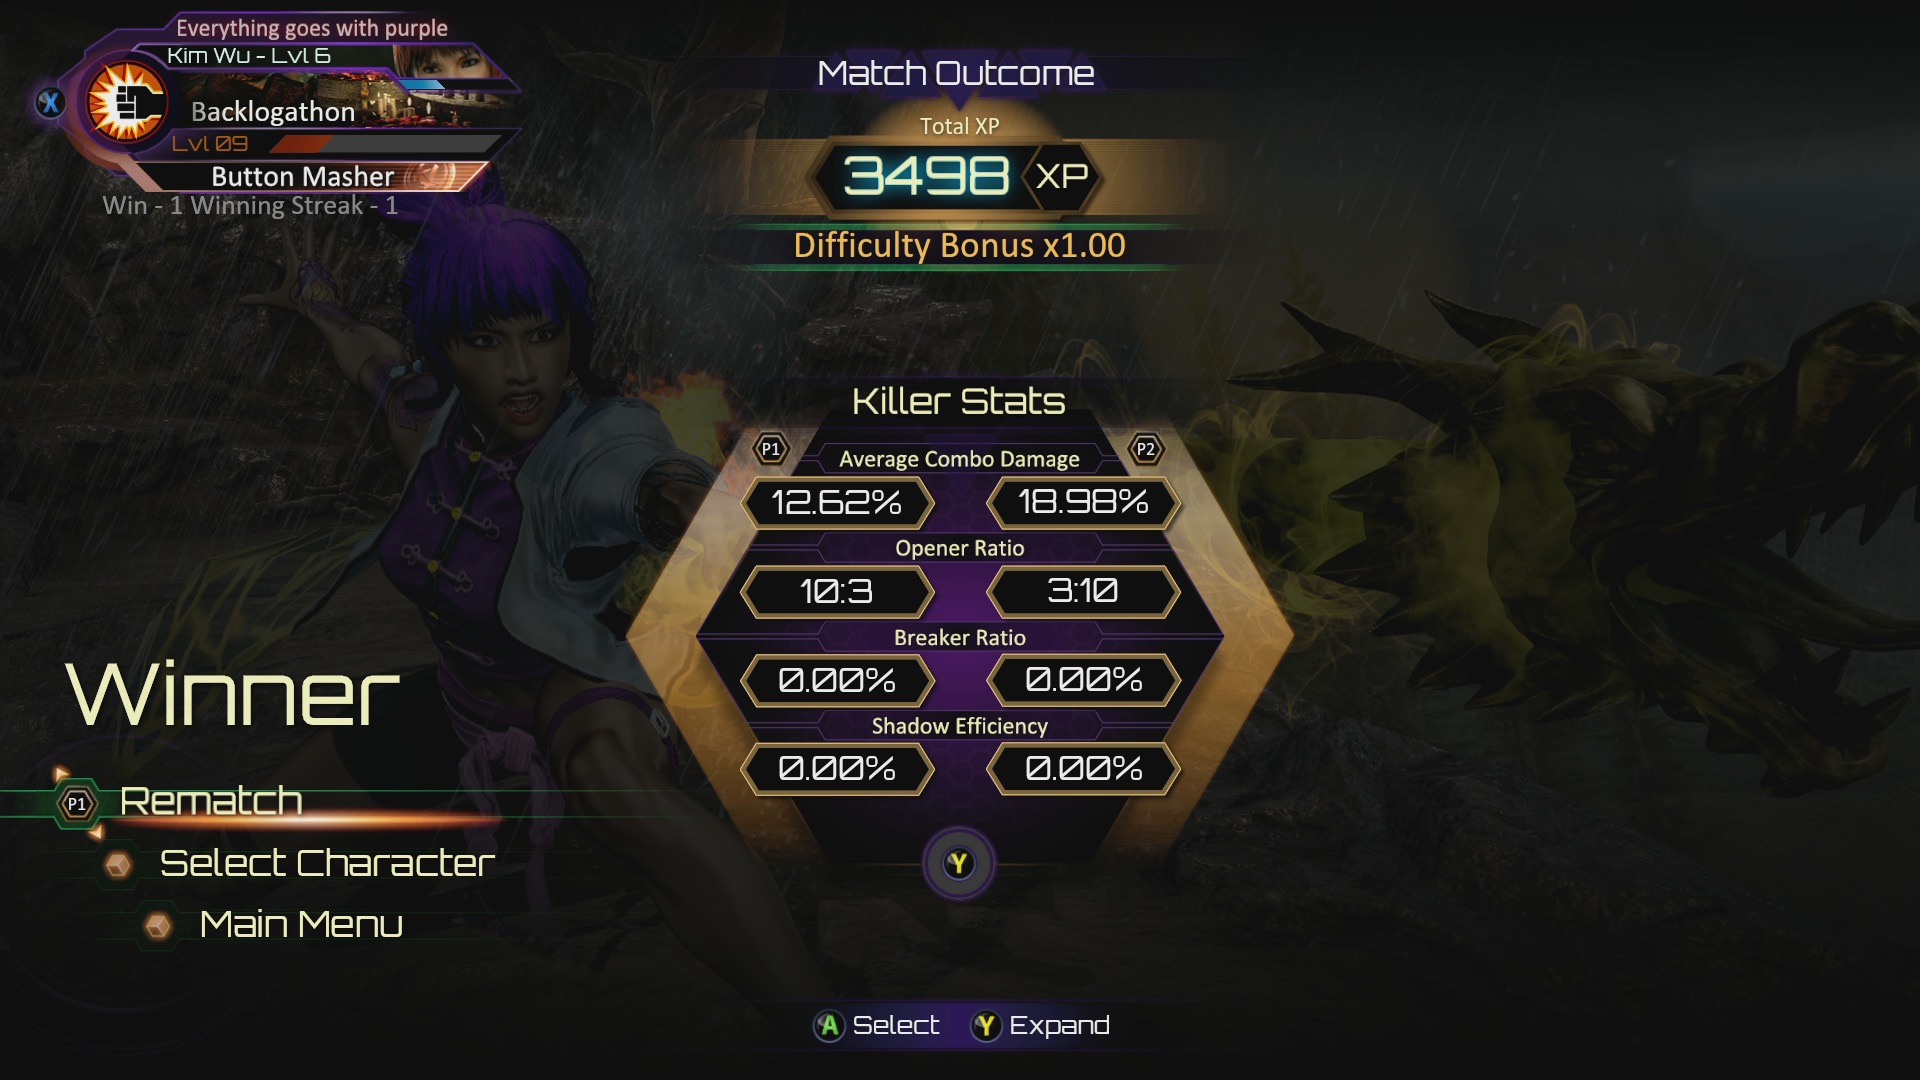 Everything goes with purple
Kim Wu - Lvl 6
X
Backlogathon
Lvl 09
Button Masher
Win - 1 Winning Streak - 1
Match Outcome
Total XP
3498 XP
Difficulty Bonus x1.00
Killer Stats
P1 P2
Average Combo Damage
12.62% 18.98%
Opener Ratio
10:3 3:10
Breaker Ratio
0.00% 0.00%
Shadow Efficiency
0.00% 0.00%
Y
Winner
P1 Rematch
Select Character
Main Menu
A Select Y Expand